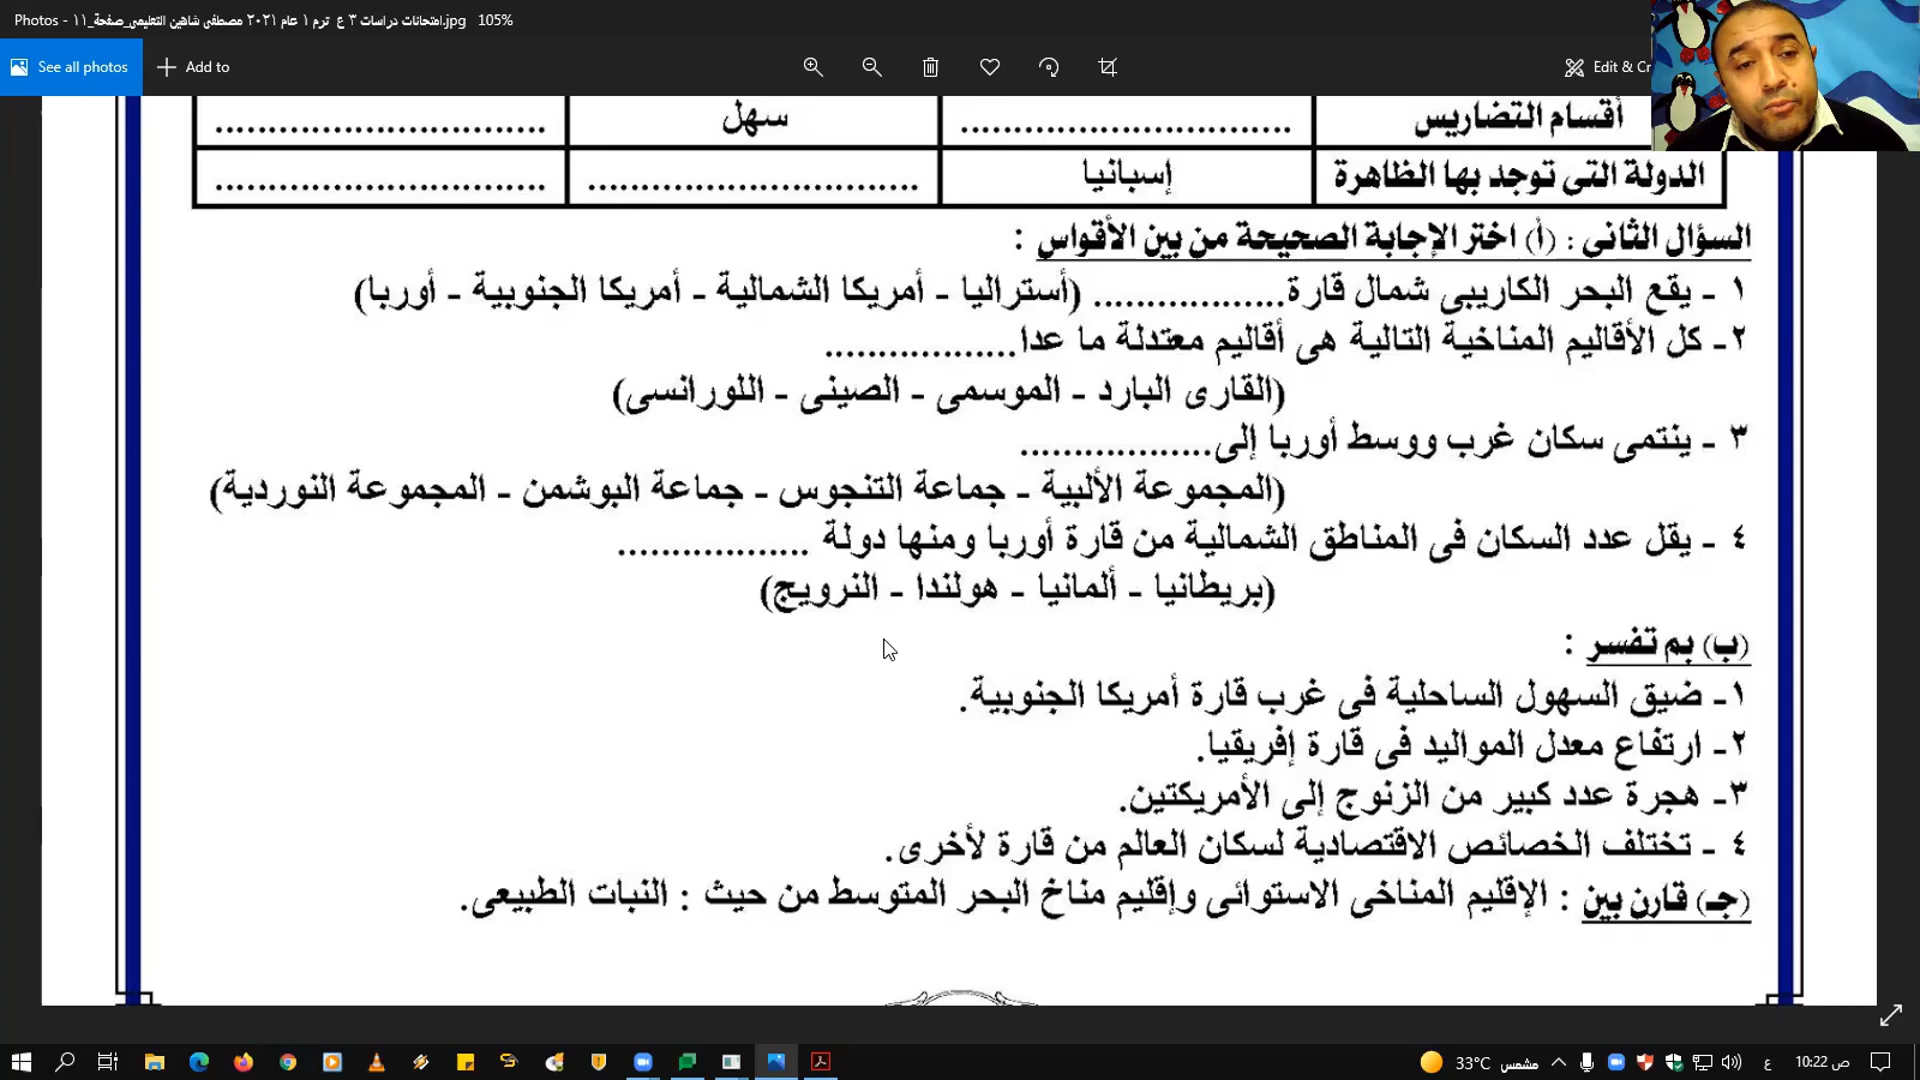 Photos - امتحانات دراسات ٣ ع ترم ١ عام ٢٠٢١ مصطفى شاهين التعليمى_صفحة_١١.jpg 105%
See all photos
Add to
Edit & Cr
أقسام التضاريس ............................... سهل ...............................
الدولة التى توجد بها الظاهرة إسبانيا ............................... ...............................
السؤال الثانى : (أ) اختر الإجابة الصحيحة من بين الأقواس :
١ - يقع البحر الكاريبى شمال قارة.................. (أستراليا - أمريكا الشمالية - أمريكا الجنوبية - أوربا)
٢- كل الأقاليم المناخية التالية هى أقاليم معتدلة ما عدا..................
(القارى البارد - الموسمى - الصينى - اللورانسى)
٣ - ينتمى سكان غرب ووسط أوربا إلى..................
(المجموعة الألبية - جماعة التنجوس - جماعة البوشمن - المجموعة النوردية)
٤ - يقل عدد السكان فى المناطق الشمالية من قارة أوربا ومنها دولة ..................
(بريطانيا - ألمانيا - هولندا - النرويج)
(ب) بم تفسر :
١- ضيق السهول الساحلية فى غرب قارة أمريكا الجنوبية.
٢- ارتفاع معدل المواليد فى قارة إفريقيا.
٣- هجرة عدد كبير من الزنوج إلى الأمريكتين.
٤ - تختلف الخصائص الاقتصادية لسكان العالم من قارة لأخرى.
(جـ) قارن بين : الإقليم المناخى الاستوائى وإقليم مناخ البحر المتوسط من حيث : النبات الطبيعى.
33°C مشمس ع 10:22 ص